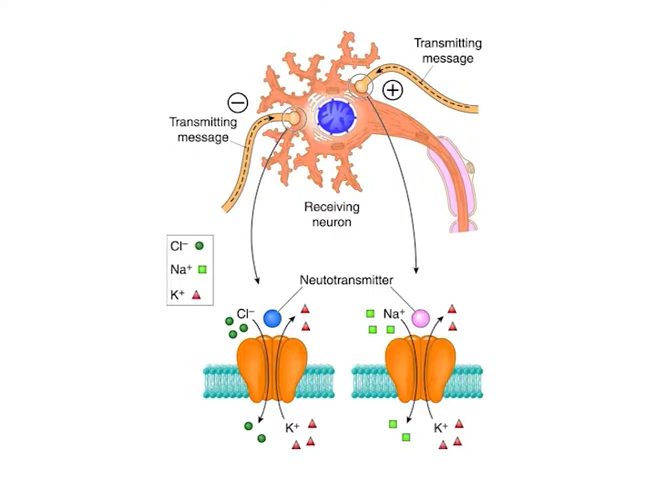 Transmitting
message
−
+
Transmitting
message
Receiving
neuron
Cl−
Na+
K+
Neutotransmitter
Cl−
Na+
K+
K+